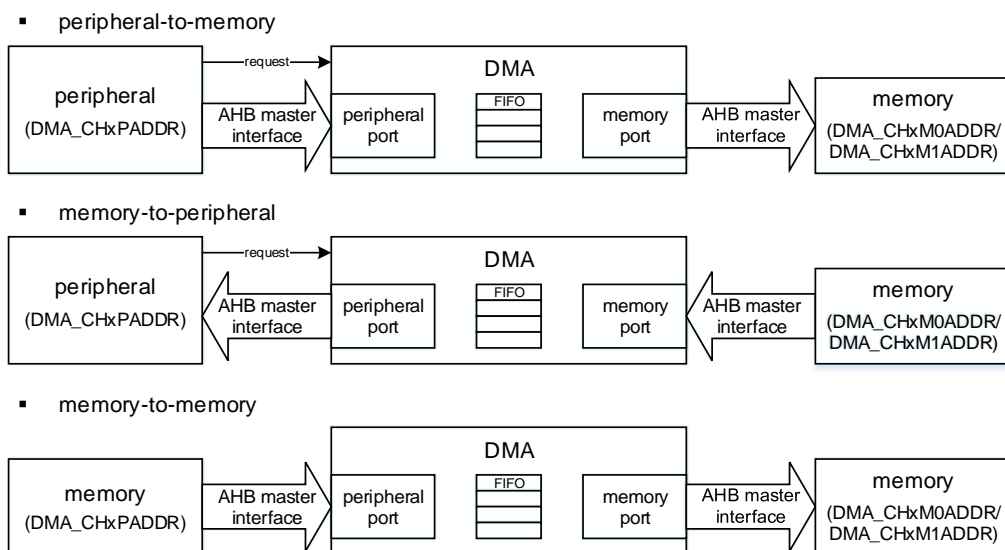 ▪ peripheral-to-memory
peripheral
(DMA_CHxPADDR)
request
AHB master
interface
DMA
peripheral
port
FIFO
memory
port
AHB master
interface
memory
(DMA_CHxM0ADDR/
DMA_CHxM1ADDR)
▪ memory-to-peripheral
peripheral
(DMA_CHxPADDR)
request
AHB master
interface
DMA
peripheral
port
FIFO
memory
port
AHB master
interface
memory
(DMA_CHxM0ADDR/
DMA_CHxM1ADDR)
▪ memory-to-memory
memory
(DMA_CHxPADDR)
AHB master
interface
DMA
peripheral
port
FIFO
memory
port
AHB master
interface
memory
(DMA_CHxM0ADDR/
DMA_CHxM1ADDR)